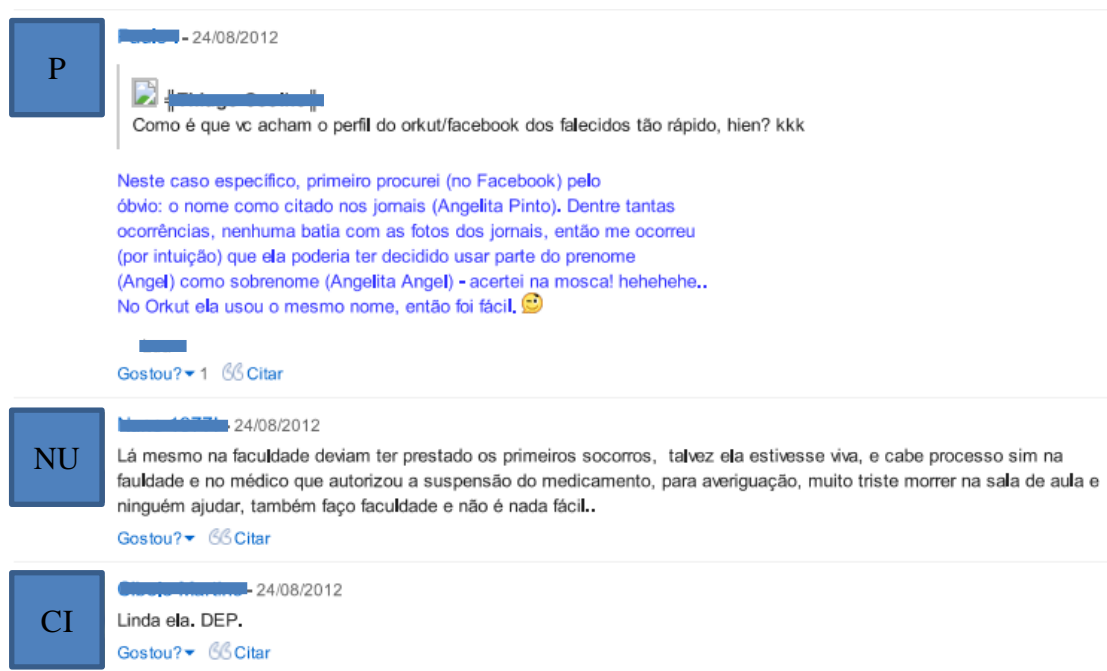 P
- 24/08/2012
Como é que vc acham o perfil do orkut/facebook dos falecidos tão rápido, hien? kkk
Neste caso específico, primeiro procurei (no Facebook) pelo
óbvio: o nome como citado nos jornais (Angelita Pinto). Dentre tantas
ocorrências, nenhuma batia com as fotos dos jornais, então me ocorreu
(por intuição) que ela poderia ter decidido usar parte do prenome
(Angel) como sobrenome (Angelita Angel) - acertei na mosca! hehehehe..
No Orkut ela usou o mesmo nome, então foi fácil.
Gostou? 1 Citar
NU
- 24/08/2012
Lá mesmo na faculdade deviam ter prestado os primeiros socorros, talvez ela estivesse viva, e cabe processo sim na
fauldade e no médico que autorizou a suspensão do medicamento, para averiguação, muito triste morrer na sala de aula e
ninguém ajudar, também faço faculdade e não é nada fácil..
Gostou? Citar
CI
- 24/08/2012
Linda ela. DEP.
Gostou? Citar